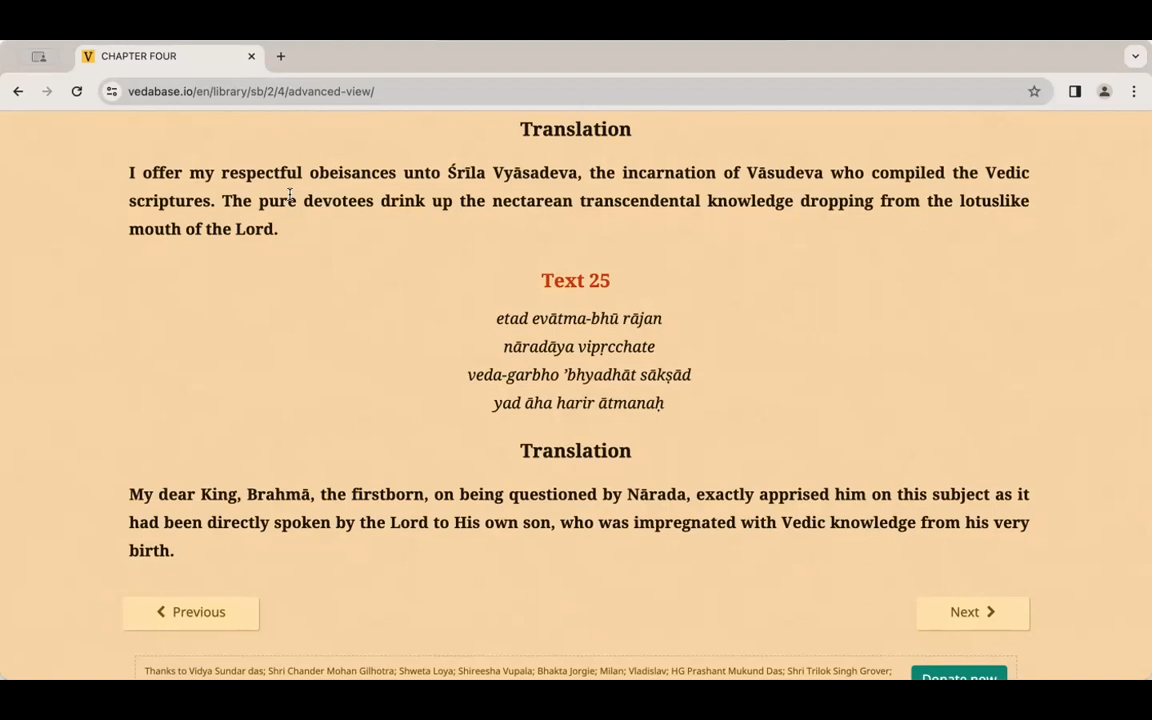 CHAPTER FOUR
vedabase.io/en/library/sb/2/4/advanced-view/
Translation
I offer my respectful obeisances unto Śrīla Vyāsadeva, the incarnation of Vāsudeva who compiled the Vedic
scriptures. The pure devotees drink up the nectarean transcendental knowledge dropping from the lotuslike
mouth of the Lord.
Text 25
etad evātma-bhū rājan
nāradāya vipṛcchate
veda-garbho ’bhyadhāt sākṣād
yad āha harir ātmanaḥ
Translation
My dear King, Brahmā, the firstborn, on being questioned by Nārada, exactly apprised him on this subject as it
had been directly spoken by the Lord to His own son, who was impregnated with Vedic knowledge from his very
birth.
Previous
Next
Thanks to Vidya Sundar das; Shri Chander Mohan Gilhotra; Shweta Loya; Shireesha Vupala; Bhakta Jorgie; Milan; Vladislav; HG Prashant Mukund Das; Shri Trilok Singh Grover;
Donate now